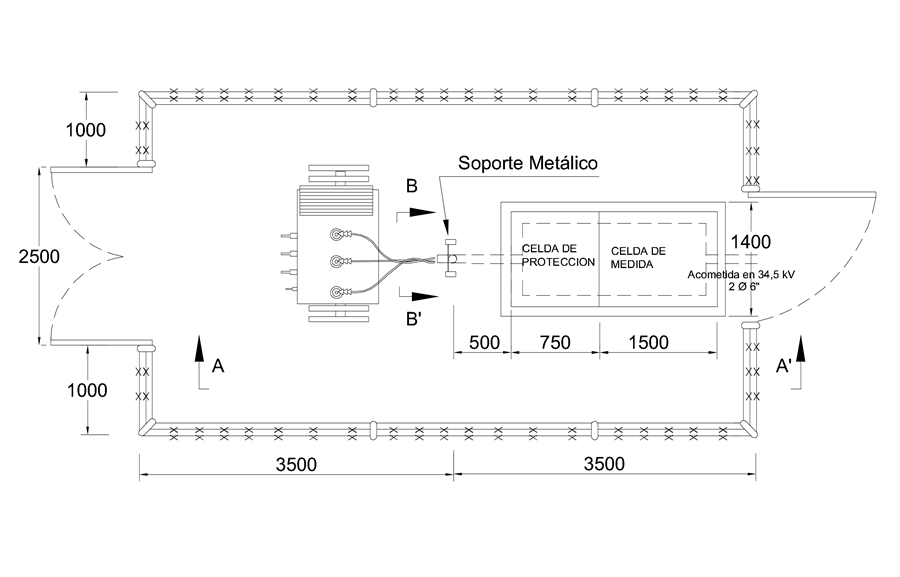 1000
Soporte Metálico
B
2500
1400
CELDA DE
PROTECCION
CELDA DE
MEDIDA
Acometida en 34,5 kV
2 Ø 6"
B'
500
750
1500
A
A'
1000
3500
3500